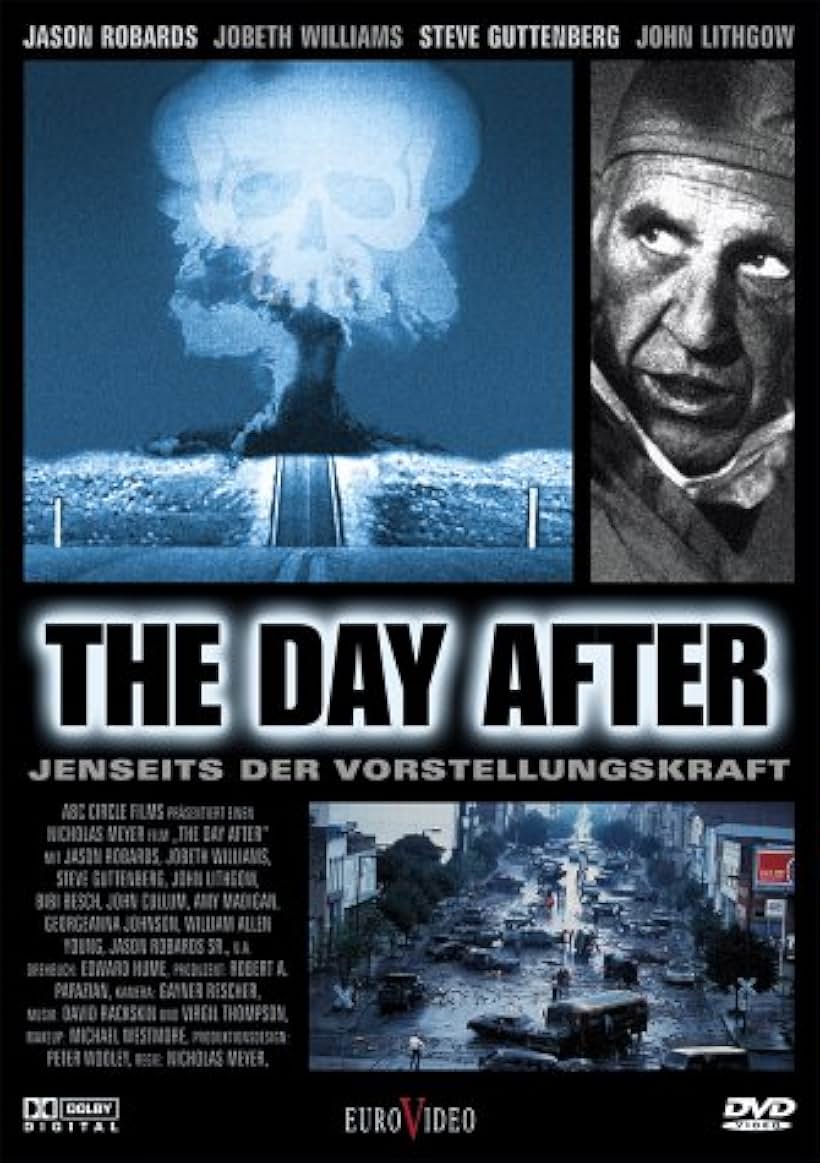 JASON ROBARDS JOBETH WILLIAMS STEVE GUTTENBERG JOHN LITHGOW
THE DAY AFTER
JENSEITS DER VORSTELLUNGSKRAFT
ABC CIRCLE FILMS PRÄSENTIERT EINEN
NICHOLAS MEYER FILM „THE DAY AFTER"
MIT JASON ROBARDS, JOBETH WILLIAMS,
STEVE GUTTENBERG, JOHN LITHGOW,
BIBI BESCH, JOHN CULLUM, AMY MADIGAN,
GEORGEANNA JOHNSON, WILLIAM ALLEN
YOUNG, JASON ROBARDS SR., U.A.
DREHBUCH: EDWARD HUME, PRODUZENT: ROBERT A.
PAPAZIAN, KAMERA: GAYNER RESCHER,
MUSIK: DAVID RACKSKIN UND VIRGIL THOMPSON,
MAKEUP: MICHAEL WESTMORE, PRODUKTIONSDESIGN:
PETER WOOLEY, REGIE: NICHOLAS MEYER.
DOLBY
DIGITAL
EUROVIDEO
DVD
VIDEO